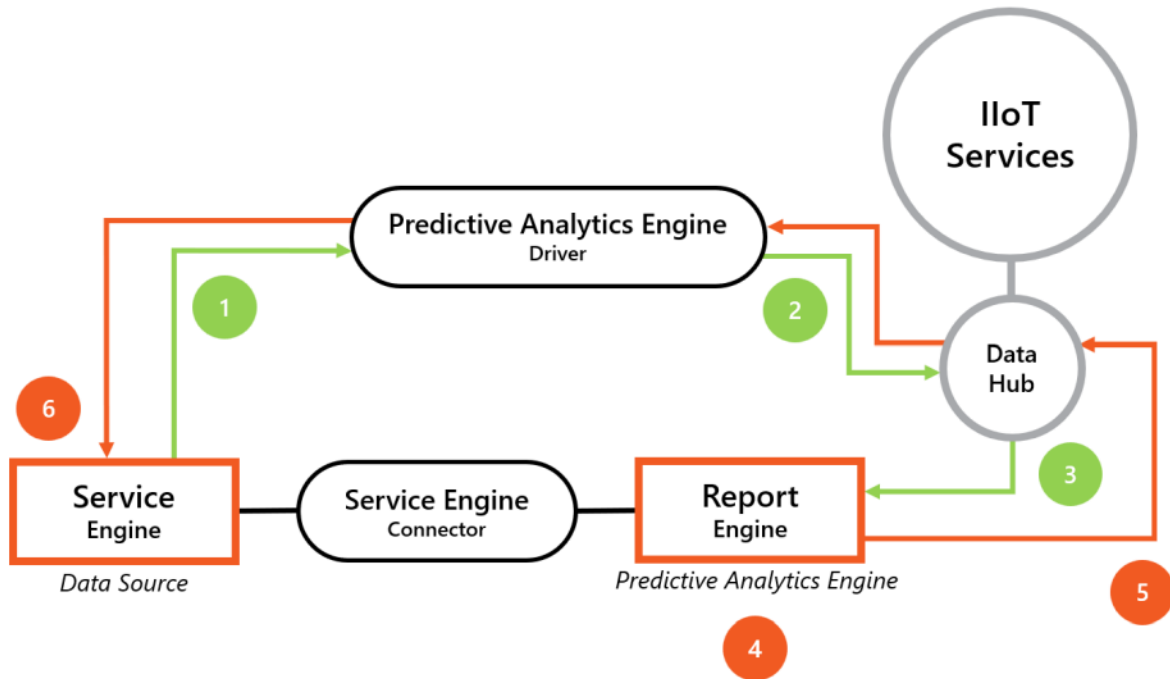 IIoT
Services
Predictive Analytics Engine
Driver
1
2
Data
Hub
6
3
Service
Engine
Service Engine
Connector
Report
Engine
Data Source
Predictive Analytics Engine
5
4